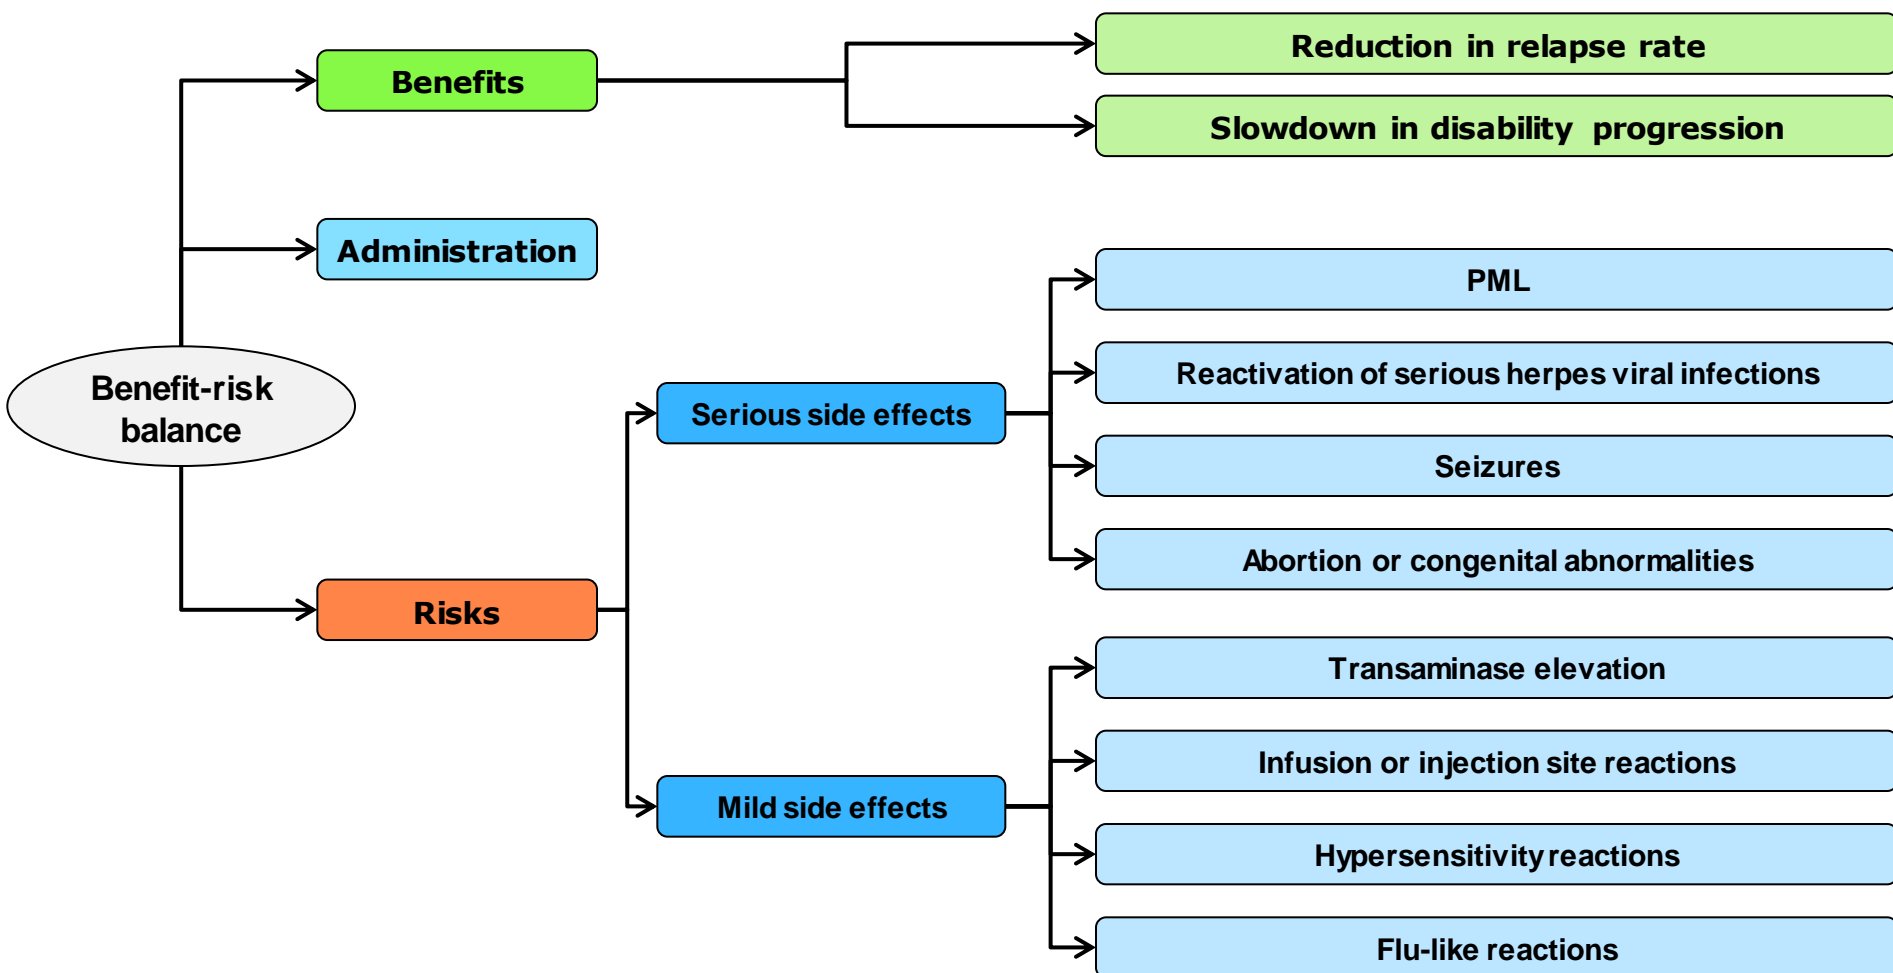 Benefit-risk
balance
Benefits
Reduction in relapse rate
Slowdown in disability progression
Administration
Risks
Serious side effects
PML
Reactivation of serious herpes viral infections
Seizures
Abortion or congenital abnormalities
Mild side effects
Transaminase elevation
Infusion or injection site reactions
Hypersensitivity reactions
Flu-like reactions